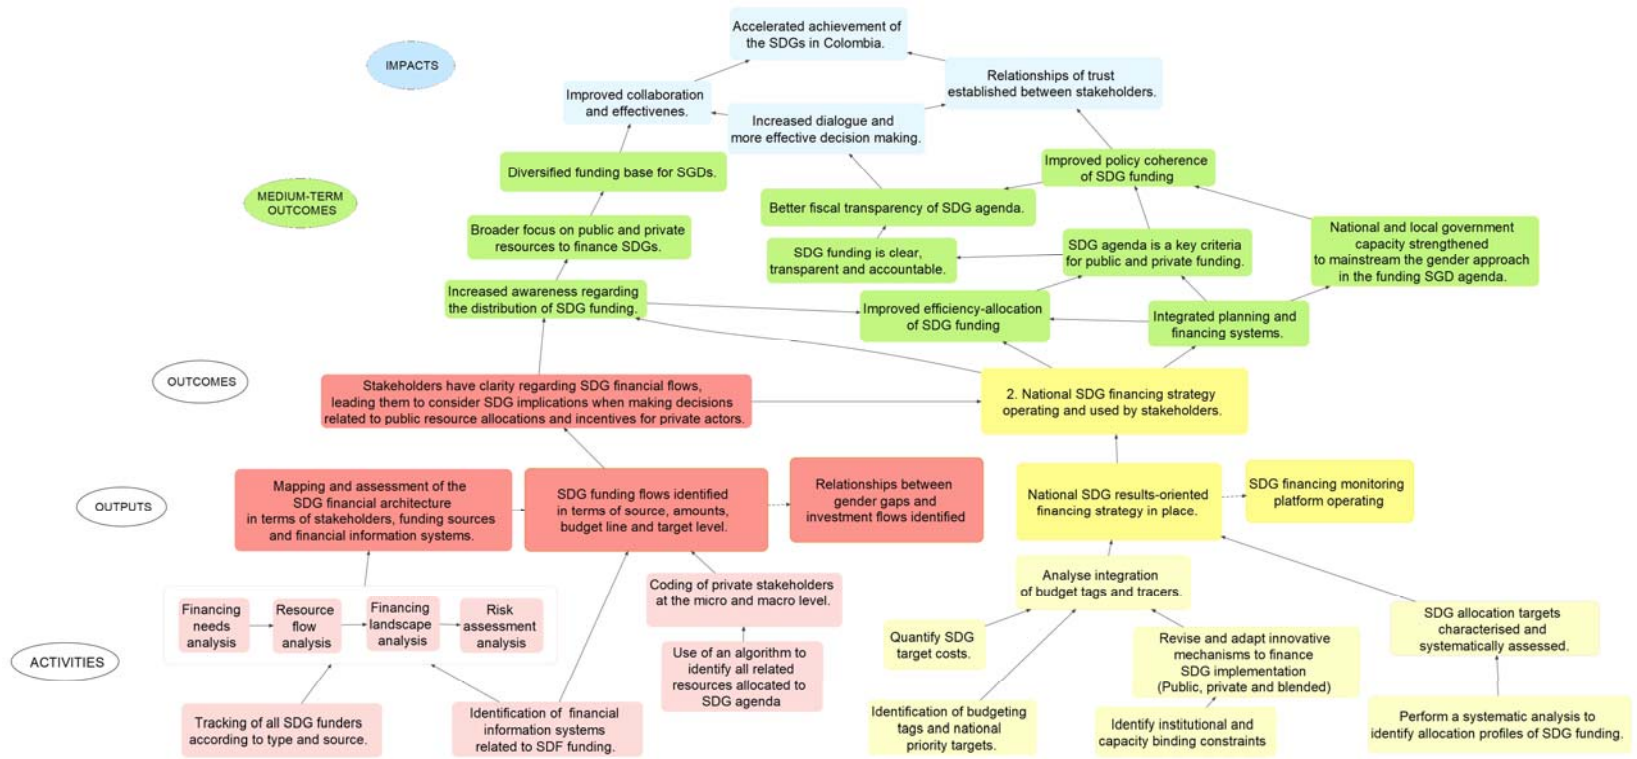 Accelerated achievement of
the SDGs in Colombia.
IMPACTS
Relationships of trust
established between stakeholders.
Improved collaboration
and effectivenes.
Increased dialogue and
more effective decision making.
Diversified funding base for SGDs.
Improved policy coherence
of SDG funding
MEDIUM-TERM
OUTCOMES
Better fiscal transparency of SDG agenda.
Broader focus on public and private
resources to finance SDGs.
SDG funding is clear,
transparent and accountable.
SDG agenda is a key criteria
for public and private funding.
National and local government
capacity strengthened
to mainstream the gender approach
in the funding SGD agenda.
Increased awareness regarding
the distribution of SDG funding.
Improved efficiency-allocation
of SDG funding
Integrated planning and
financing systems.
OUTCOMES
Stakeholders have clarity regarding SDG financial flows,
leading them to consider SDG implications when making decisions
related to public resource allocations and incentives for private actors.
2. National SDG financing strategy
operating and used by stakeholders.
OUTPUTS
Mapping and assessment of the
SDG financial architecture
in terms of stakeholders, funding sources
and financial information systems.
SDG funding flows identified
in terms of source, amounts,
budget line and target level.
Relationships between
gender gaps and
investment flows identified
National SDG results-oriented
financing strategy in place.
SDG financing monitoring
platform operating
ACTIVITIES
Financing
needs
analysis
Resource
flow
analysis
Financing
landscape
analysis
Risk
assessment
analysis
Coding of private stakeholders
at the micro and macro level.
Analyse integration
of budget tags and tracers.
Quantify SDG
target costs.
Revise and adapt innovative
mechanisms to finance
SDG implementation
(Public, private and blended)
SDG allocation targets
characterised and
systematically assessed.
Tracking of all SDG funders
according to type and source.
Identification of financial
information systems
related to SDF funding.
Use of an algorithm to
identify all related
resources allocated to
SDG agenda
Identification of budgeting
tags and national
priority targets.
Identify institutional and
capacity binding constraints
Perform a systematic analysis to
identify allocation profiles of SDG funding.